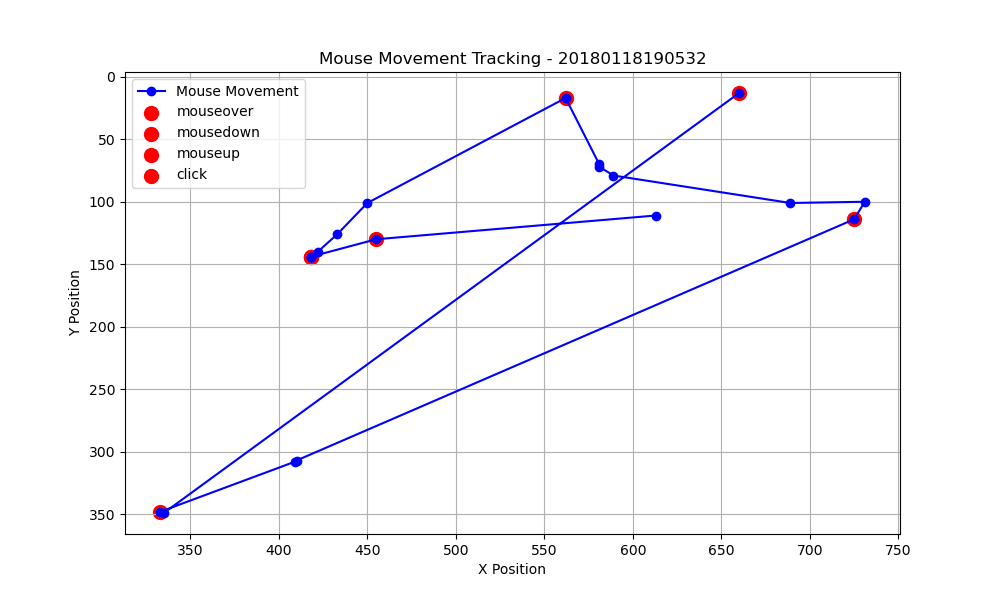 Mouse Movement Tracking - 20180118190532
Mouse Movement
mouseover
mousedown
mouseup
click
0
50
100
150
200
250
300
350
Y Position
350
400
450
500
550
600
650
700
750
X Position